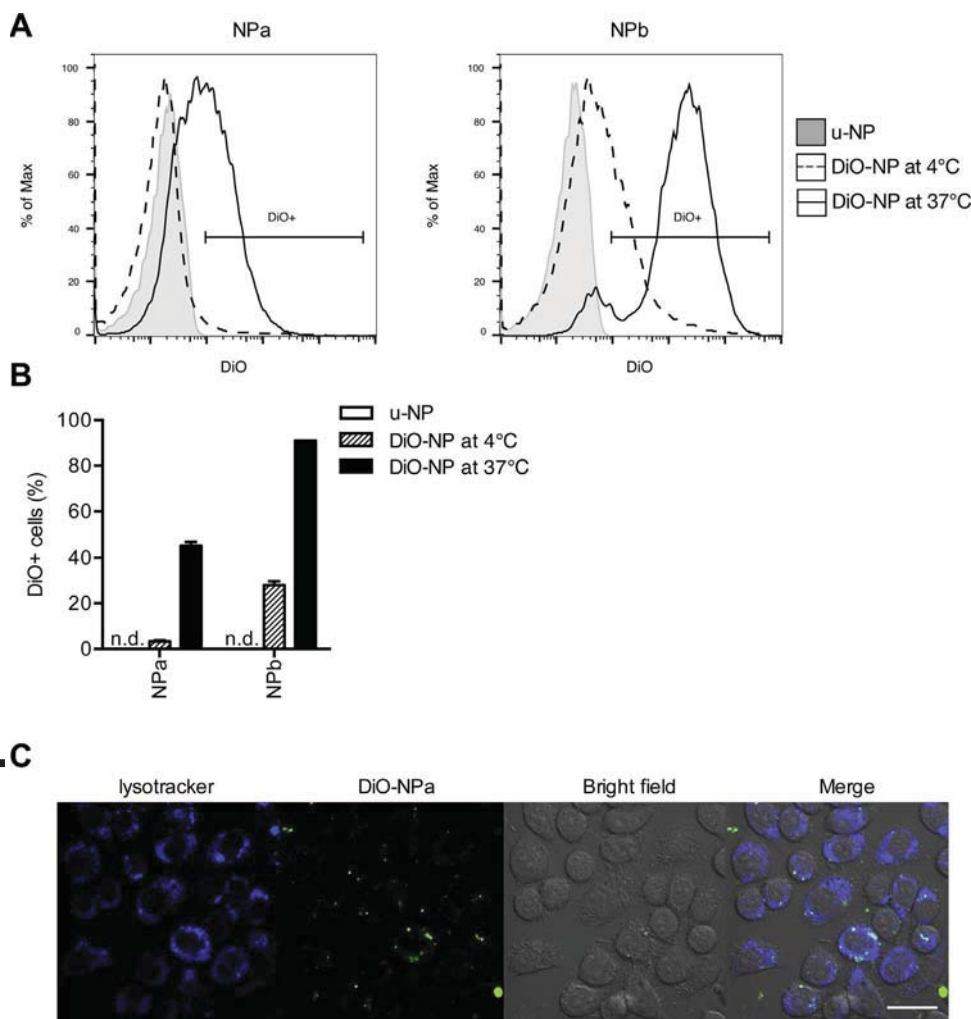 A
NPa
NPb
100
80
60
40
20
0
% of Max
DiO+
DiO
100
80
60
40
20
0
% of Max
DiO+
DiO
u-NP
DiO-NP at 4°C
DiO-NP at 37°C
B
100
80
60
40
20
0
DiO+ cells (%)
n.d.
n.d.
NPa
NPb
u-NP
DiO-NP at 4°C
DiO-NP at 37°C
C
lysotracker
DiO-NPa
Bright field
Merge